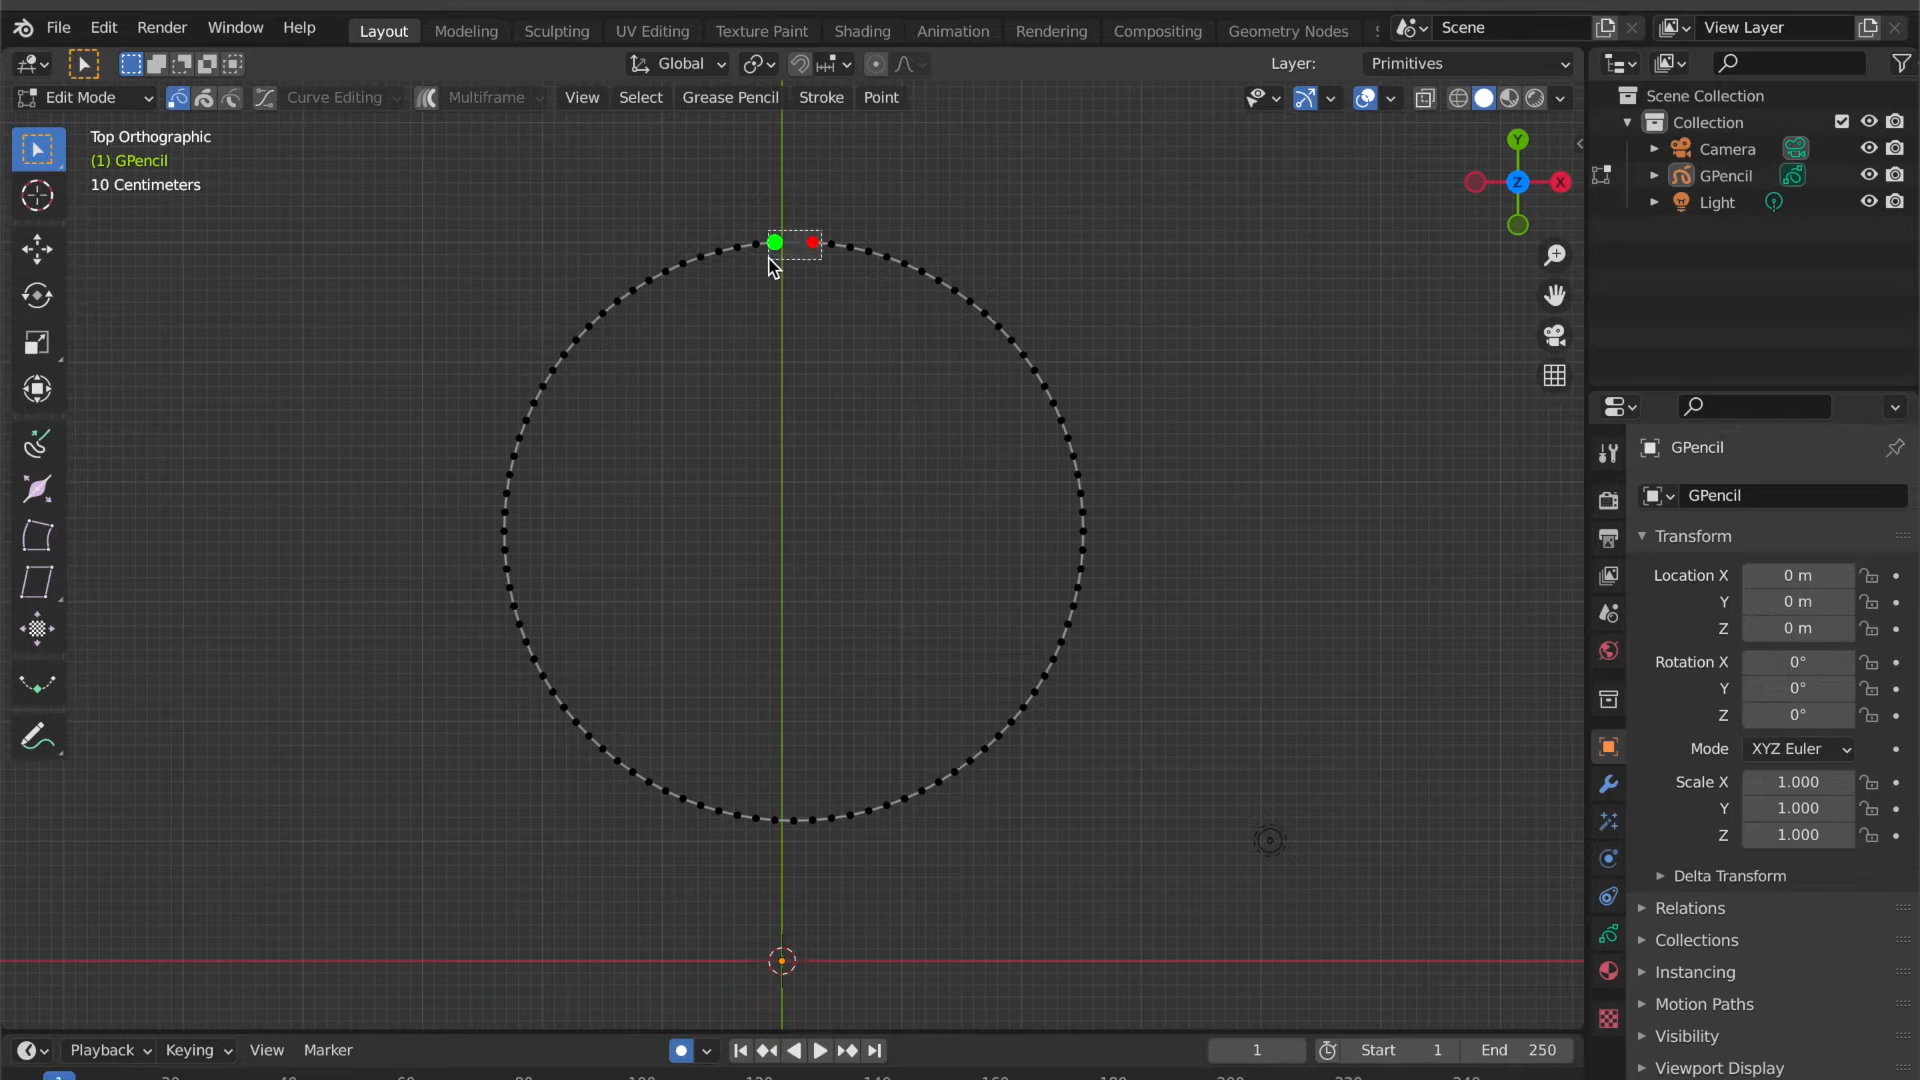 File Edit Render Window Help Layout Modeling Sculpting UV Editing Texture Paint Shading Animation Rendering Compositing Geometry Nodes Scene View Layer
Global Layer: Primitives
Edit Mode Curve Editing Multiframe View Select Grease Pencil Stroke Point
Top Orthographic
(1) GPencil
10 Centimeters
Y
Z
X
Scene Collection
Collection
Camera
GPencil
Light
GPencil
GPencil
Transform
Location X 0 m
Y 0 m
Z 0 m
Rotation X 0°
Y 0°
Z 0°
Mode XYZ Euler
Scale X 1.000
Y 1.000
Z 1.000
Delta Transform
Relations
Collections
Instancing
Motion Paths
Visibility
Viewport Display
Playback Keying View Marker 1 Start 1 End 250
1